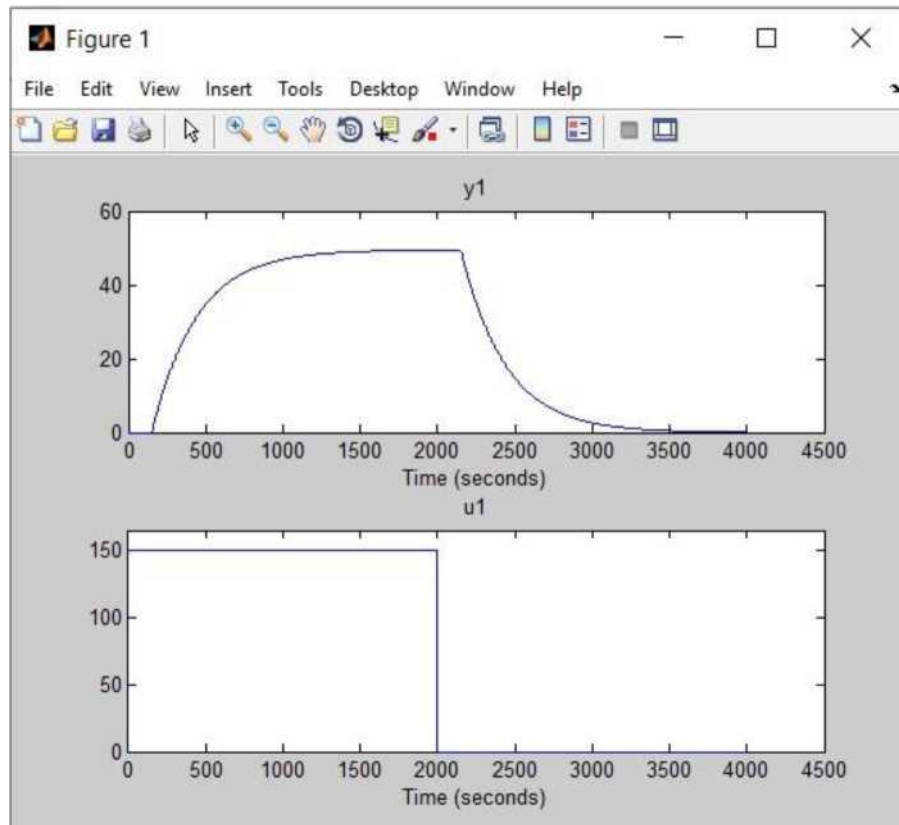 Figure 1
File Edit View Insert Tools Desktop Window Help
y1
60
40
20
0
0 500 1000 1500 2000 2500 3000 3500 4000 4500
Time (seconds)
u1
150
100
50
0
0 500 1000 1500 2000 2500 3000 3500 4000 4500
Time (seconds)